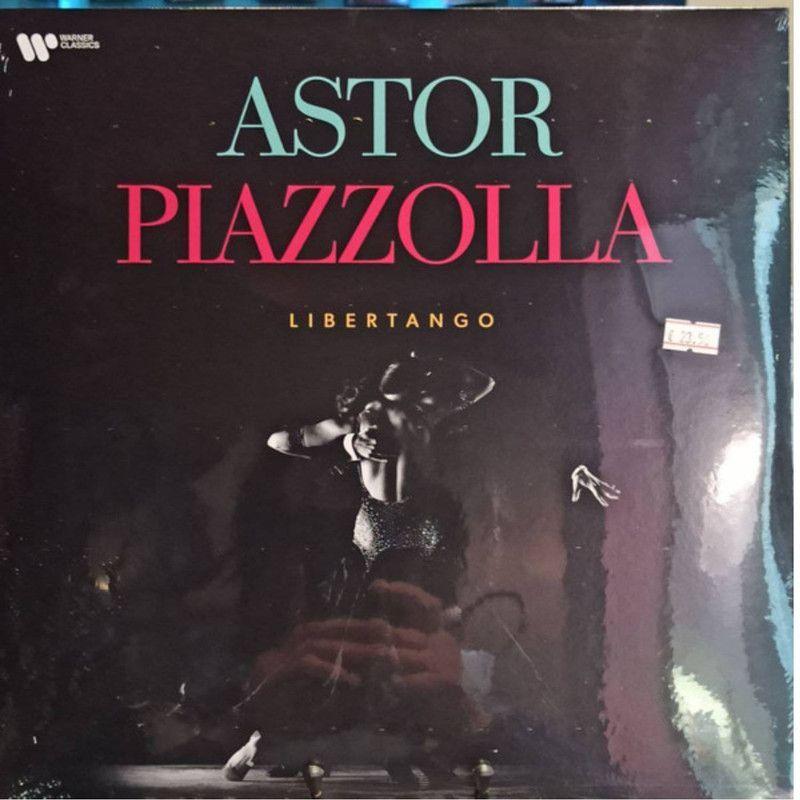 WARNER
CLASSICS
ASTOR
PIAZZOLLA
LIBERTANGO